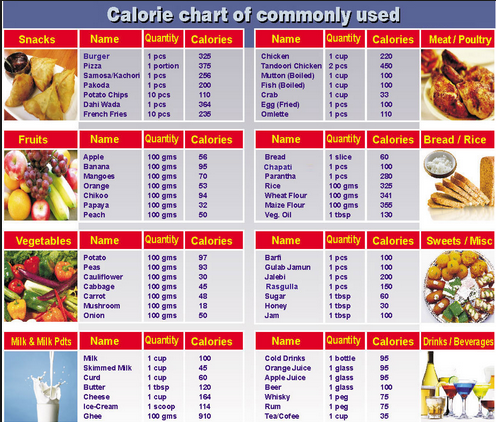 Calorie chart of commonly used
Snacks Name Quantity Calories
Burger 1 pcs 325
Pizza 1 portion 375
Samosa/Kachori 1 pcs 256
Pakoda 1 pcs 200
Potato Chips 10 pcs 110
Dahi Wada 1 pcs 364
French Fries 10 pcs 235
Name Quantity Calories Meat / Poultry
Chicken 1 cup 220
Tandoori Chicken 2 pcs 450
Mutton (Boiled) 1 cup 100
Fish (Boiled) 1 cup 100
Crab 1 cup 33
Egg (Fried) 1 pcs 100
Omlette 1 pcs 110
Fruits Name Quantity Calories
Apple 100 gms 56
Banana 100 gms 95
Mangoes 100 gms 70
Orange 100 gms 53
Chikoo 100 gms 94
Papaya 100 gms 32
Peach 100 gms 50
Name Quantity Calories Bread / Rice
Bread 1 slice 60
Chapati 1 pcs 100
Parantha 1 pcs 280
Rice 100 gms 325
Wheat Flour 100 gms 341
Maize Flour 100 gms 355
Veg. Oil 1 tbsp 130
Vegetables Name Quantity Calories
Potato 100 gms 97
Peas 100 gms 93
Cauliflower 100 gms 30
Cabbage 100 gms 45
Carrot 100 gms 48
Mushroom 100 gms 18
Onion 100 gms 50
Name Quantity Calories Sweets / Misc
Barfi 1 pcs 100
Gulab Jamun 1 pcs 100
Jalebi 1 pcs 200
Rasgulla 1 pcs 150
Sugar 1 tbsp 60
Honey 1 tbsp 30
Jam 1 tbsp 100
Milk & Milk Pdts Name Quantity Calories
Milk 1 cup 100
Skimmed Milk 1 cup 45
Curd 1 cup 60
Butter 1 tbsp 120
Cheese 1 cup 164
Ice-Cream 1 scoop 114
Ghee 100 gms 910
Name Quantity Calories Drinks / Beverages
Cold Drinks 1 bottle 95
Orange Juice 1 glass 95
Apple Juice 1 glass 95
Beer 1 glass 100
Whisky 1 peg 75
Rum 1 peg 75
Tea/Cofee 1 cup 35